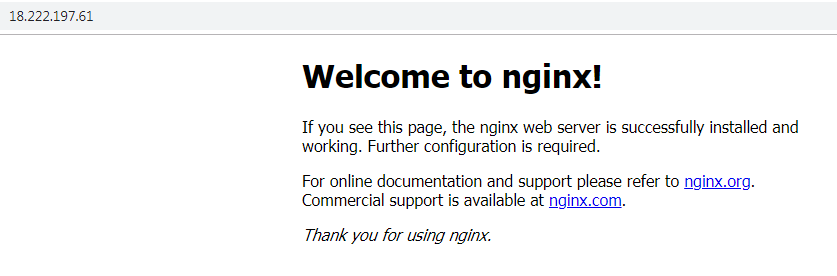 18.222.197.61
Welcome to nginx!
If you see this page, the nginx web server is successfully installed and
working. Further configuration is required.
For online documentation and support please refer to nginx.org.
Commercial support is available at nginx.com.
Thank you for using nginx.